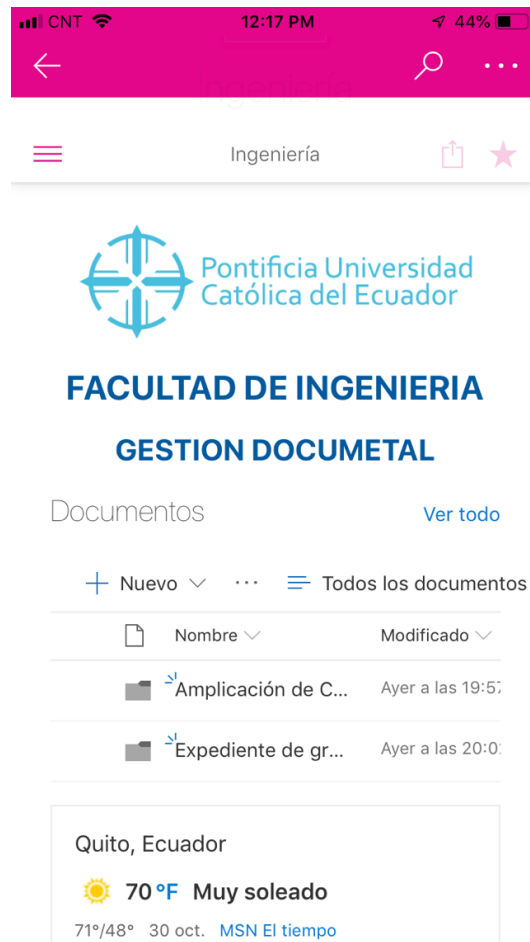 CNT 12:17 PM 44%
Ingeniería
Ingeniería
Pontificia Universidad
Católica del Ecuador
FACULTAD DE INGENIERIA
GESTION DOCUMETAL
Documentos Ver todo
Nuevo ··· Todos los documentos
Nombre Modificado
Amplicación de C... Ayer a las 19:57
Expediente de gr... Ayer a las 20:0
Quito, Ecuador
70 °F Muy soleado
71°/48° 30 oct. MSN El tiempo